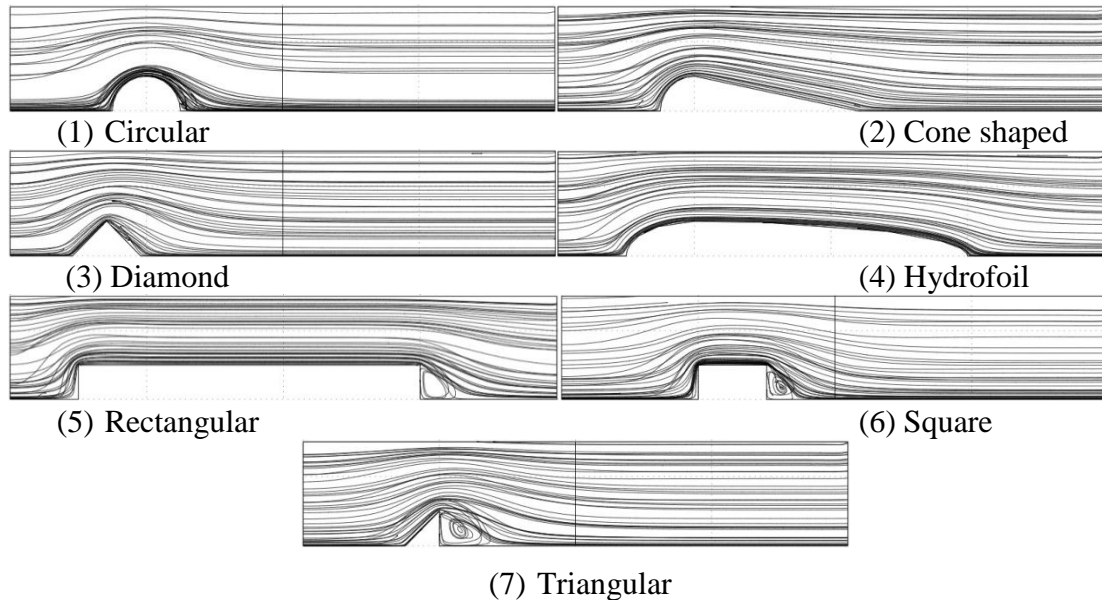 (1) Circular
(2) Cone shaped
(3) Diamond
(4) Hydrofoil
(5) Rectangular
(6) Square
(7) Triangular